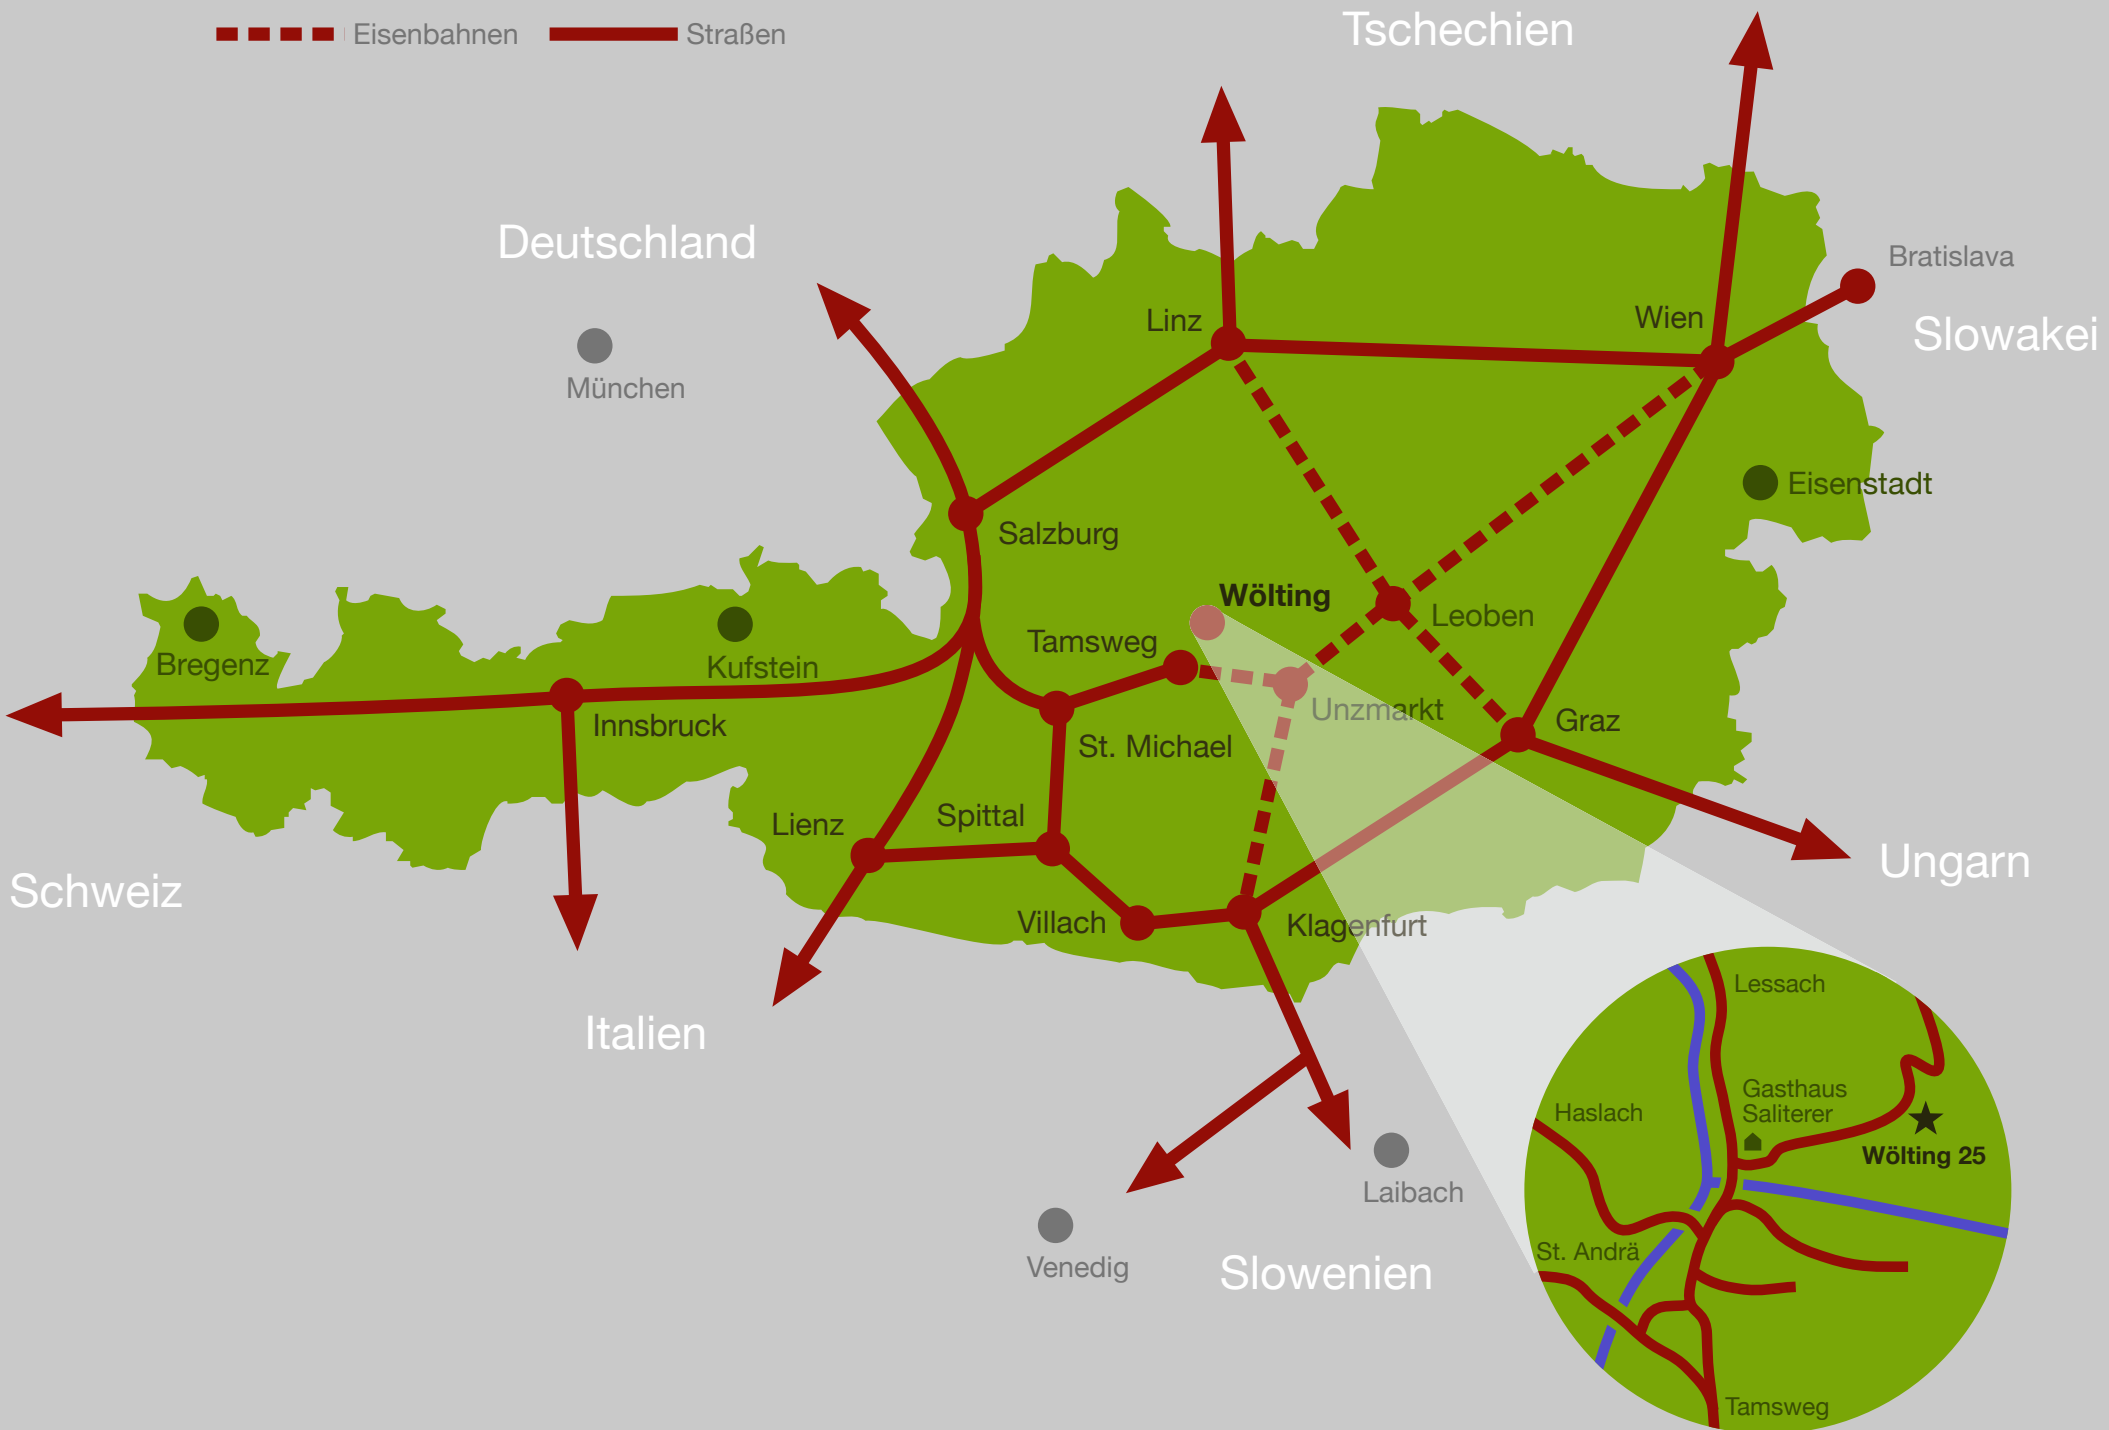 Eisenbahnen
Straßen
Tschechien
Deutschland
Bratislava
Linz
Wien
Slowakei
München
Eisenstadt
Salzburg
Wölting
Leoben
Tamsweg
Bregenz
Kufstein
Unzmarkt
Innsbruck
Graz
St. Michael
Spittal
Lienz
Ungarn
Schweiz
Villach
Klagenfurt
Italien
Lessach
Gasthaus
Saliterer
Haslach
Wölting 25
Laibach
St. Andrä
Venedig
Slowenien
Tamsweg